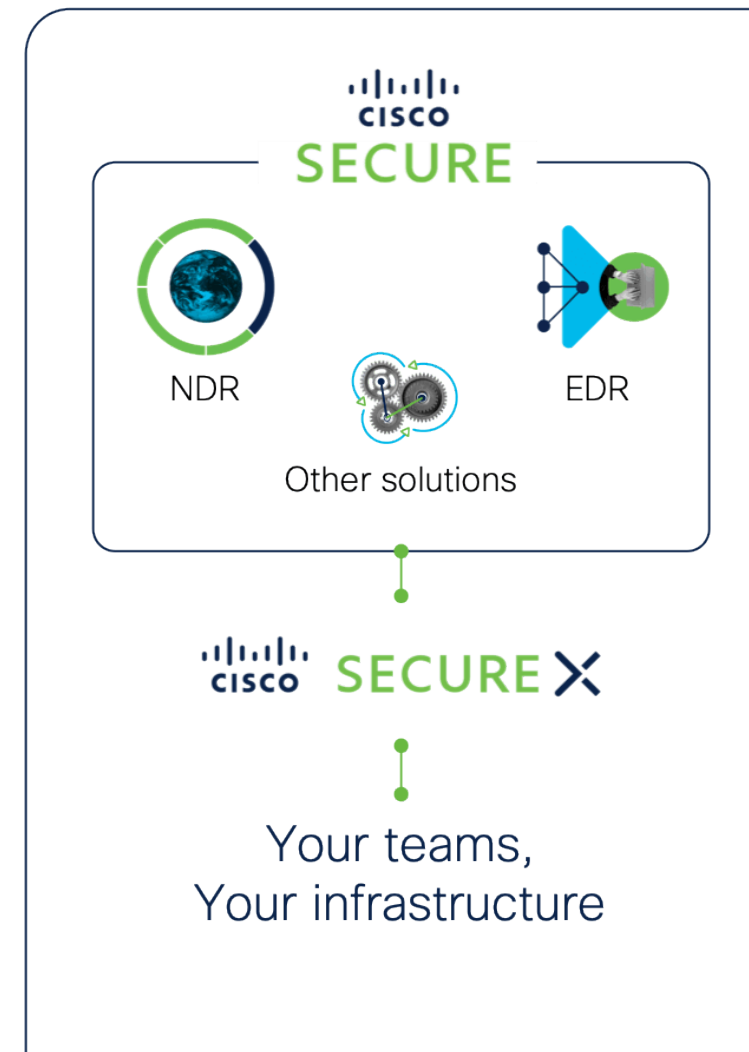 CISCO
SECURE
NDR
EDR
Other solutions
CISCO SECURE X
Your teams,
Your infrastructure